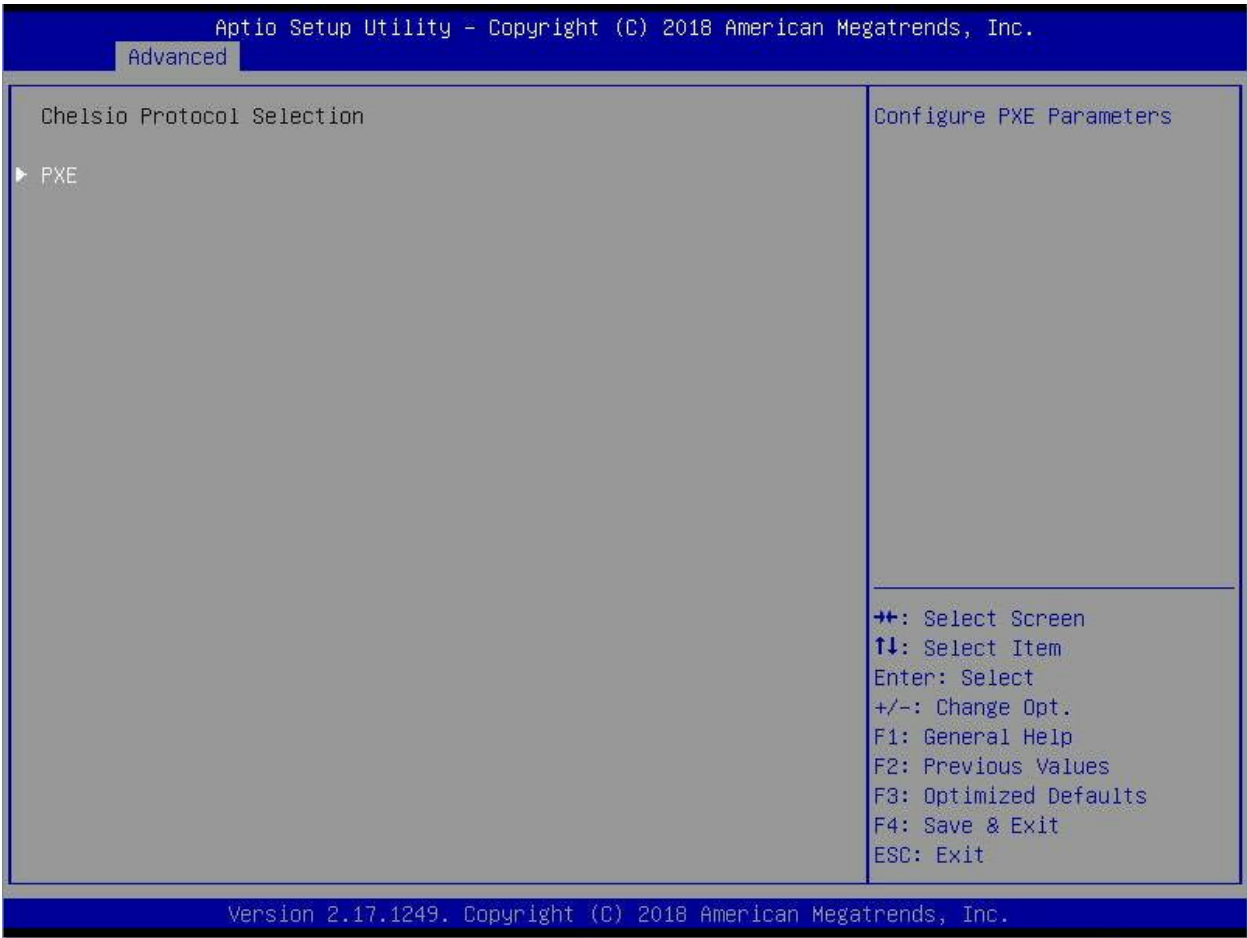 Aptio Setup Utility – Copyright (C) 2018 American Megatrends, Inc.
Advanced
Chelsio Protocol Selection
▶ PXE
Configure PXE Parameters
→←: Select Screen
↑↓: Select Item
Enter: Select
+/-: Change Opt.
F1: General Help
F2: Previous Values
F3: Optimized Defaults
F4: Save & Exit
ESC: Exit
Version 2.17.1249. Copyright (C) 2018 American Megatrends, Inc.